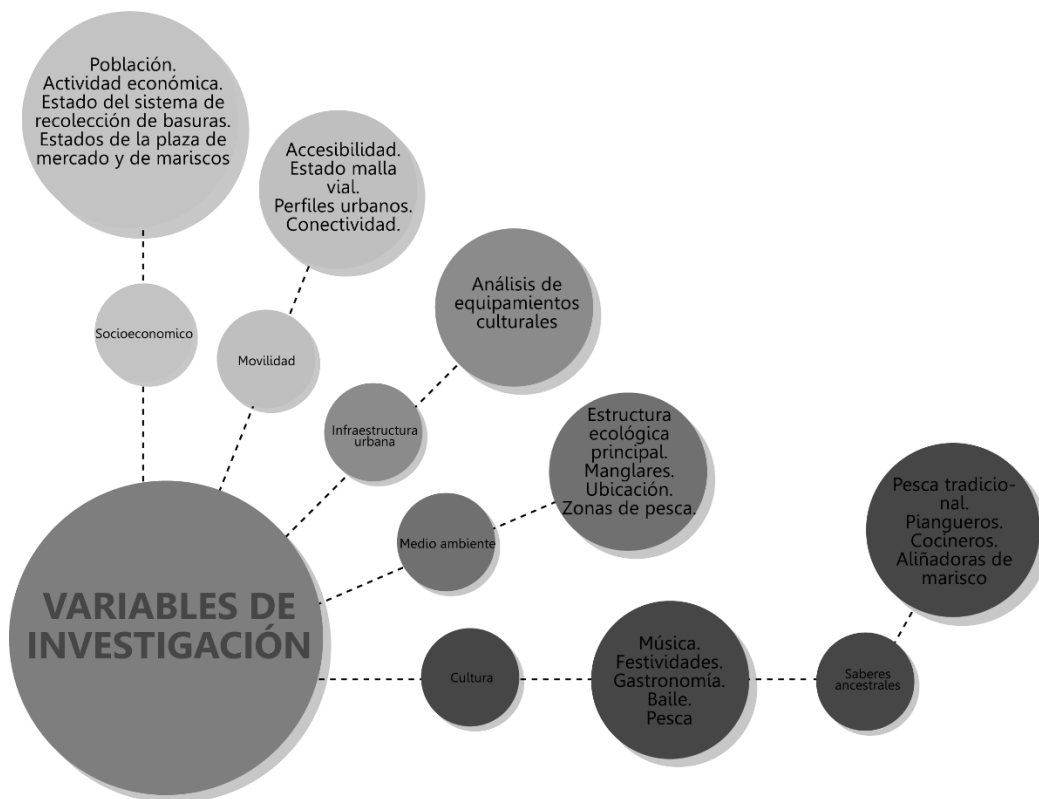 Población.
Actividad económica.
Estado del sistema de
recolección de basuras.
Estados de la plaza de
mercado y de mariscos
Accesibilidad.
Estado malla
vial.
Perfiles urbanos.
Conectividad.
Análisis de
equipamientos
culturales
Socioeconomico
Movilidad
Infraestructura
urbana
Estructura
ecológica
principal.
Manglares.
Ubicación.
Zonas de pesca.
Medio ambiente
Pesca tradicio-
nal.
Piangueros.
Cocineros.
Aliñadoras de
marisco
VARIABLES DE
INVESTIGACIÓN
Cultura
Música.
Festividades.
Gastronomía.
Baile.
Pesca
Saberes
ancestrales